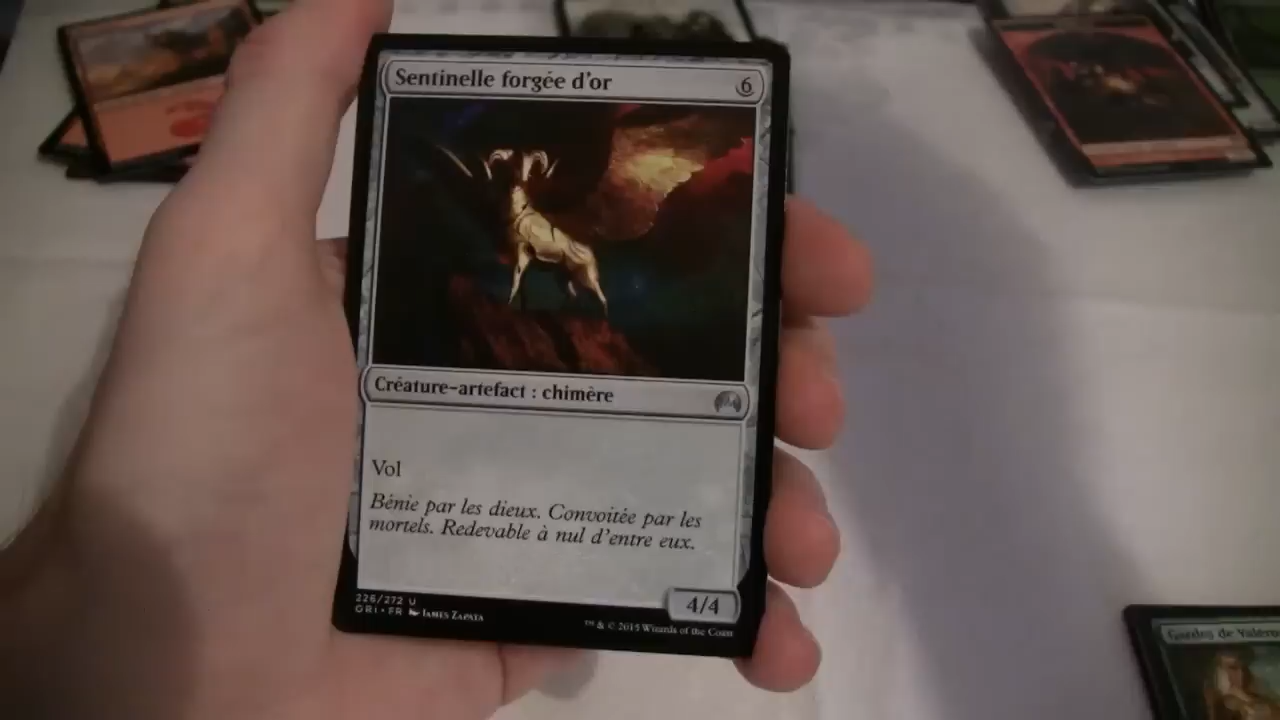 Sentinelle forgée d'or
6
Créature-artefact : chimère
Vol
Bénie par les dieux. Convoitée par les
mortels. Redevable à nul d'entre eux.
4/4
226/272 U
ORI • FR James Zapata
™ & © 2015 Wizards of the Coast